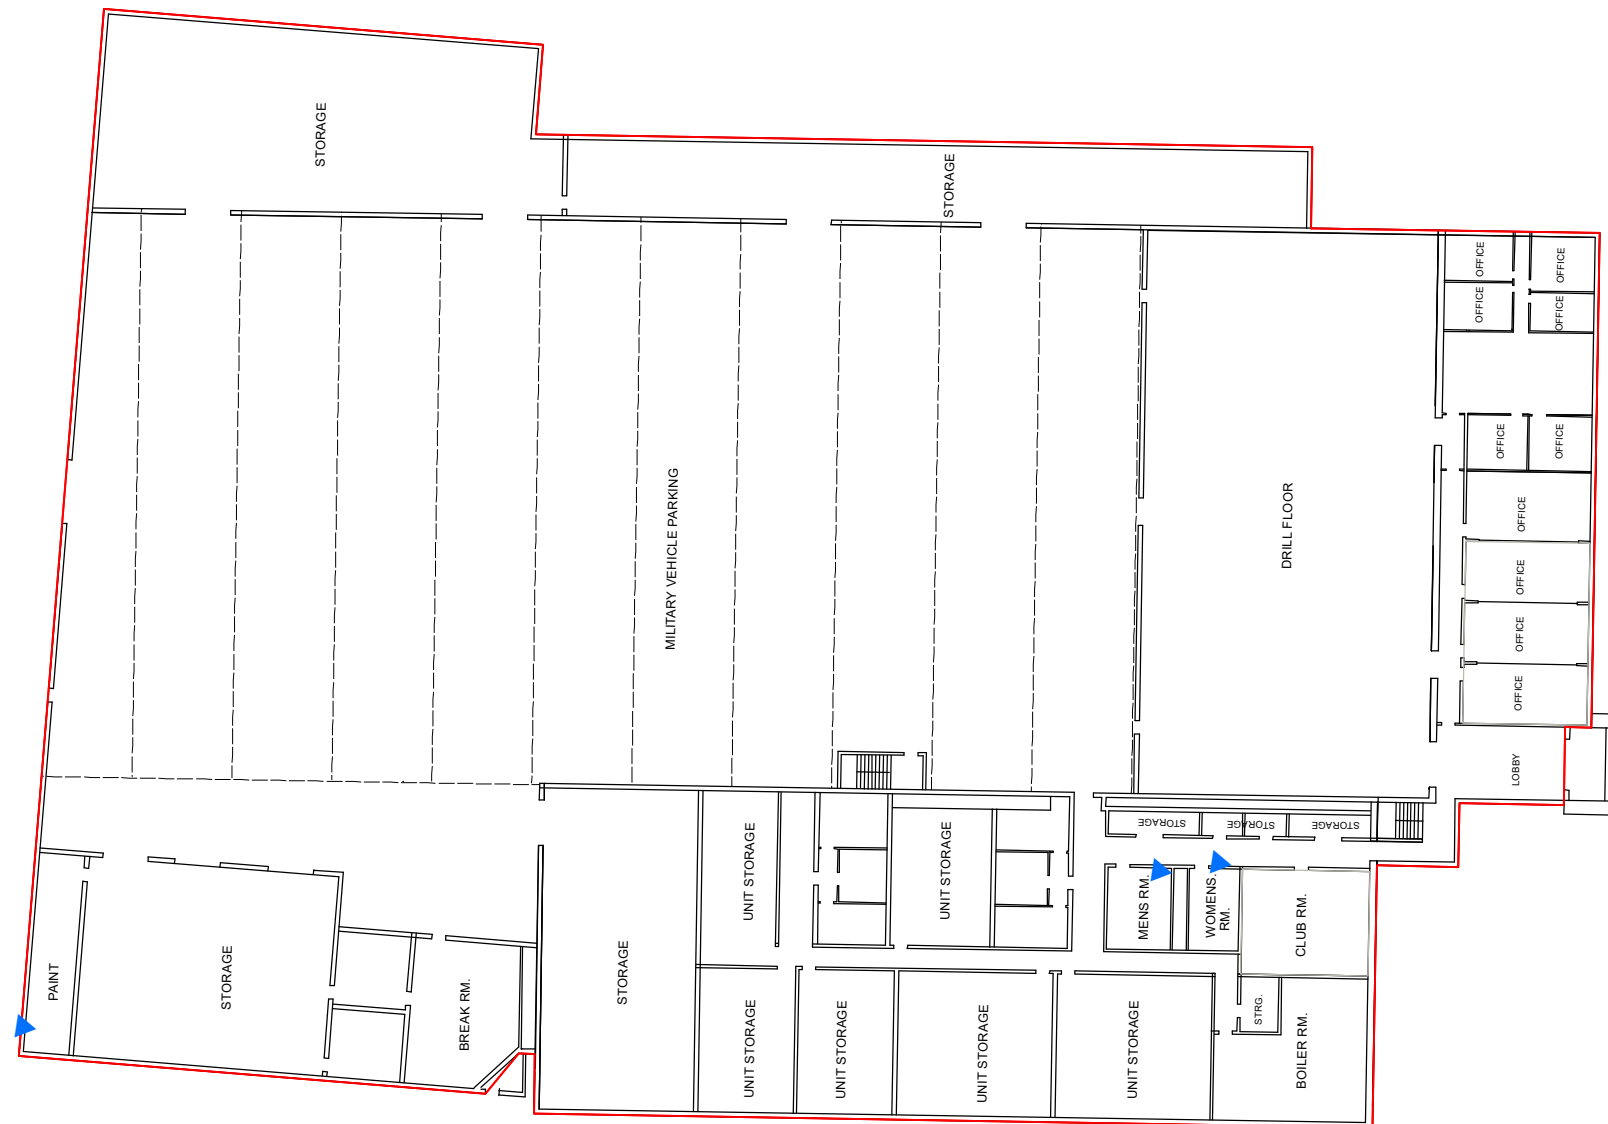 STORAGE
STORAGE
OFFICE
OFFICE
OFFICE
OFFICE
OFFICE
OFFICE
MILITARY VEHICLE PARKING
DRILL FLOOR
OFFICE
OFFICE
OFFICE
OFFICE
LOBBY
STORAGE
STORAGE
STORAGE
UNIT STORAGE
UNIT STORAGE
MENS RM.
WOMENS.
RM.
CLUB RM.
PAINT
STORAGE
BREAK RM.
STORAGE
UNIT STORAGE
UNIT STORAGE
UNIT STORAGE
UNIT STORAGE
STRG.
BOILER RM.